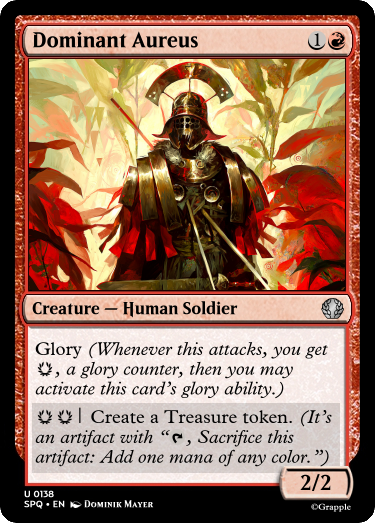 Dominant Aureus 1
Creature — Human Soldier
Glory (Whenever this attacks, you get
, a glory counter, then you may
activate this card's glory ability.)
| Create a Treasure token. (It's
an artifact with “ , Sacrifice this
artifact: Add one mana of any color.”)
2/2
U 0138
SPQ • EN Dominik Mayer
©Grapple